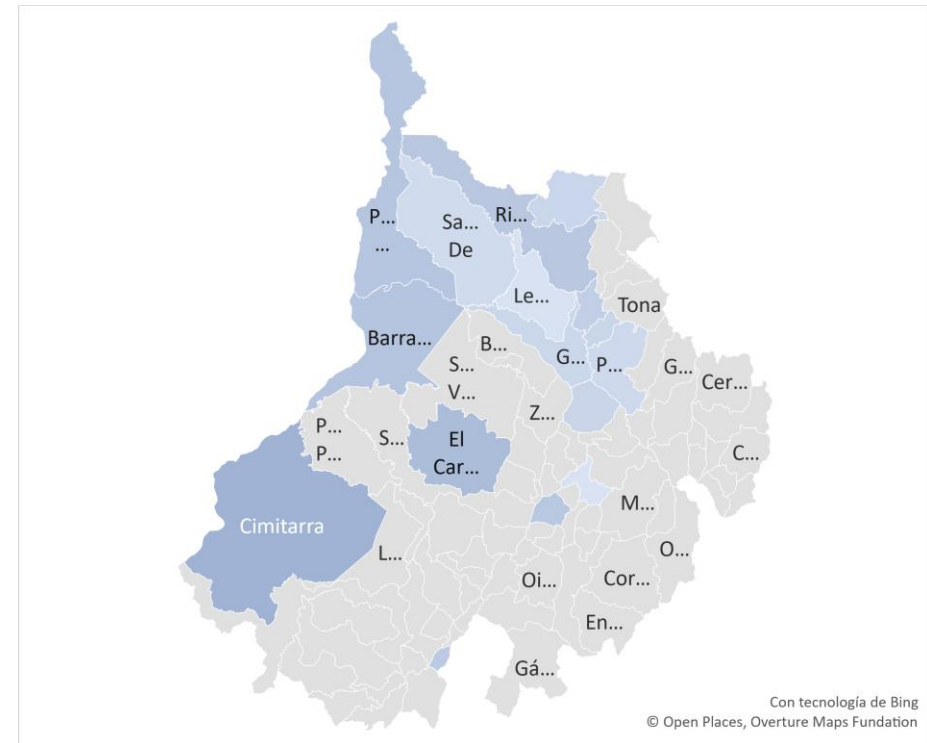 P...
...
Sa...
De
Ri...
Le...
Tona
Barra...
B...
S...
V...
G...
P...
G...
Cer...
Z...
P...
P...
S...
El
Car...
C...
M...
Cimitarra
L...
O...
Oi...
Cor...
En...
Gá...
Con tecnología de Bing
© Open Places, Overture Maps Fundation